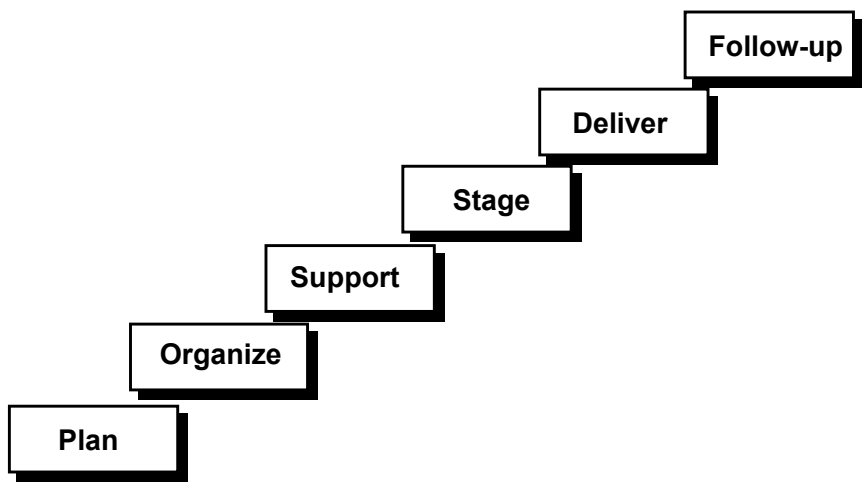 Follow-up
Deliver
Stage
Support
Organize
Plan